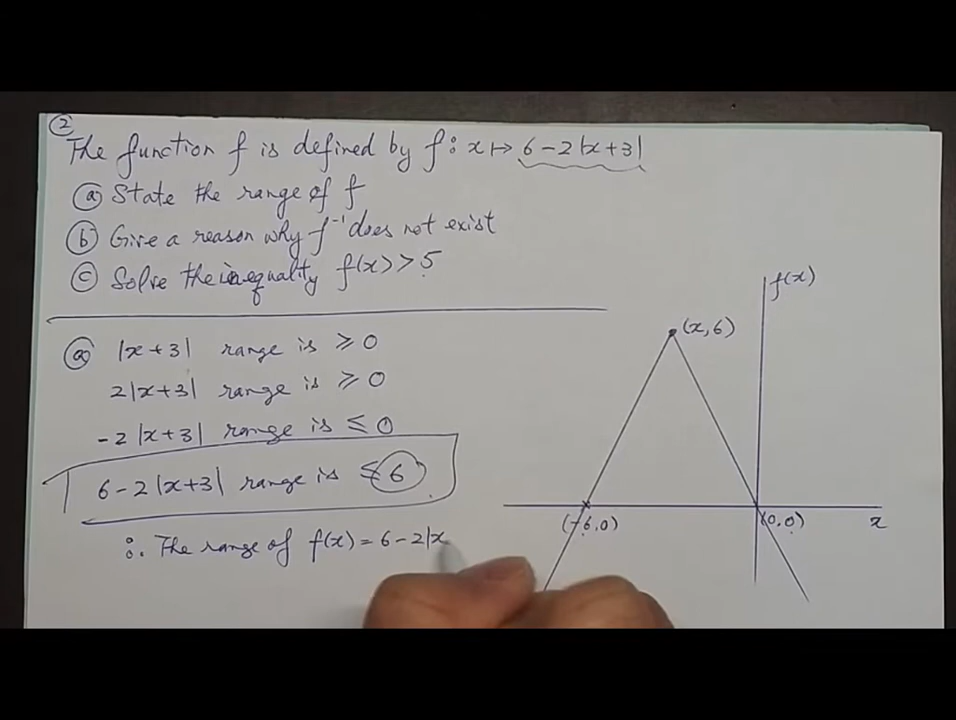 ②
The function f is defined by f : x ↦ 6 - 2|x+3|
ⓐ State the range of f
ⓑ Give a reason why f⁻¹ does not exist
ⓒ Solve the inequality f(x) > 5
ⓐ |x+3| range is ≥ 0
2|x+3| range is ≥ 0
-2|x+3| range is ≤ 0
6-2|x+3| range is ≤ 6
∴ The range of f(x) = 6-2|x
f(x)
(x, 6)
(-6,0)
(0,0)
x